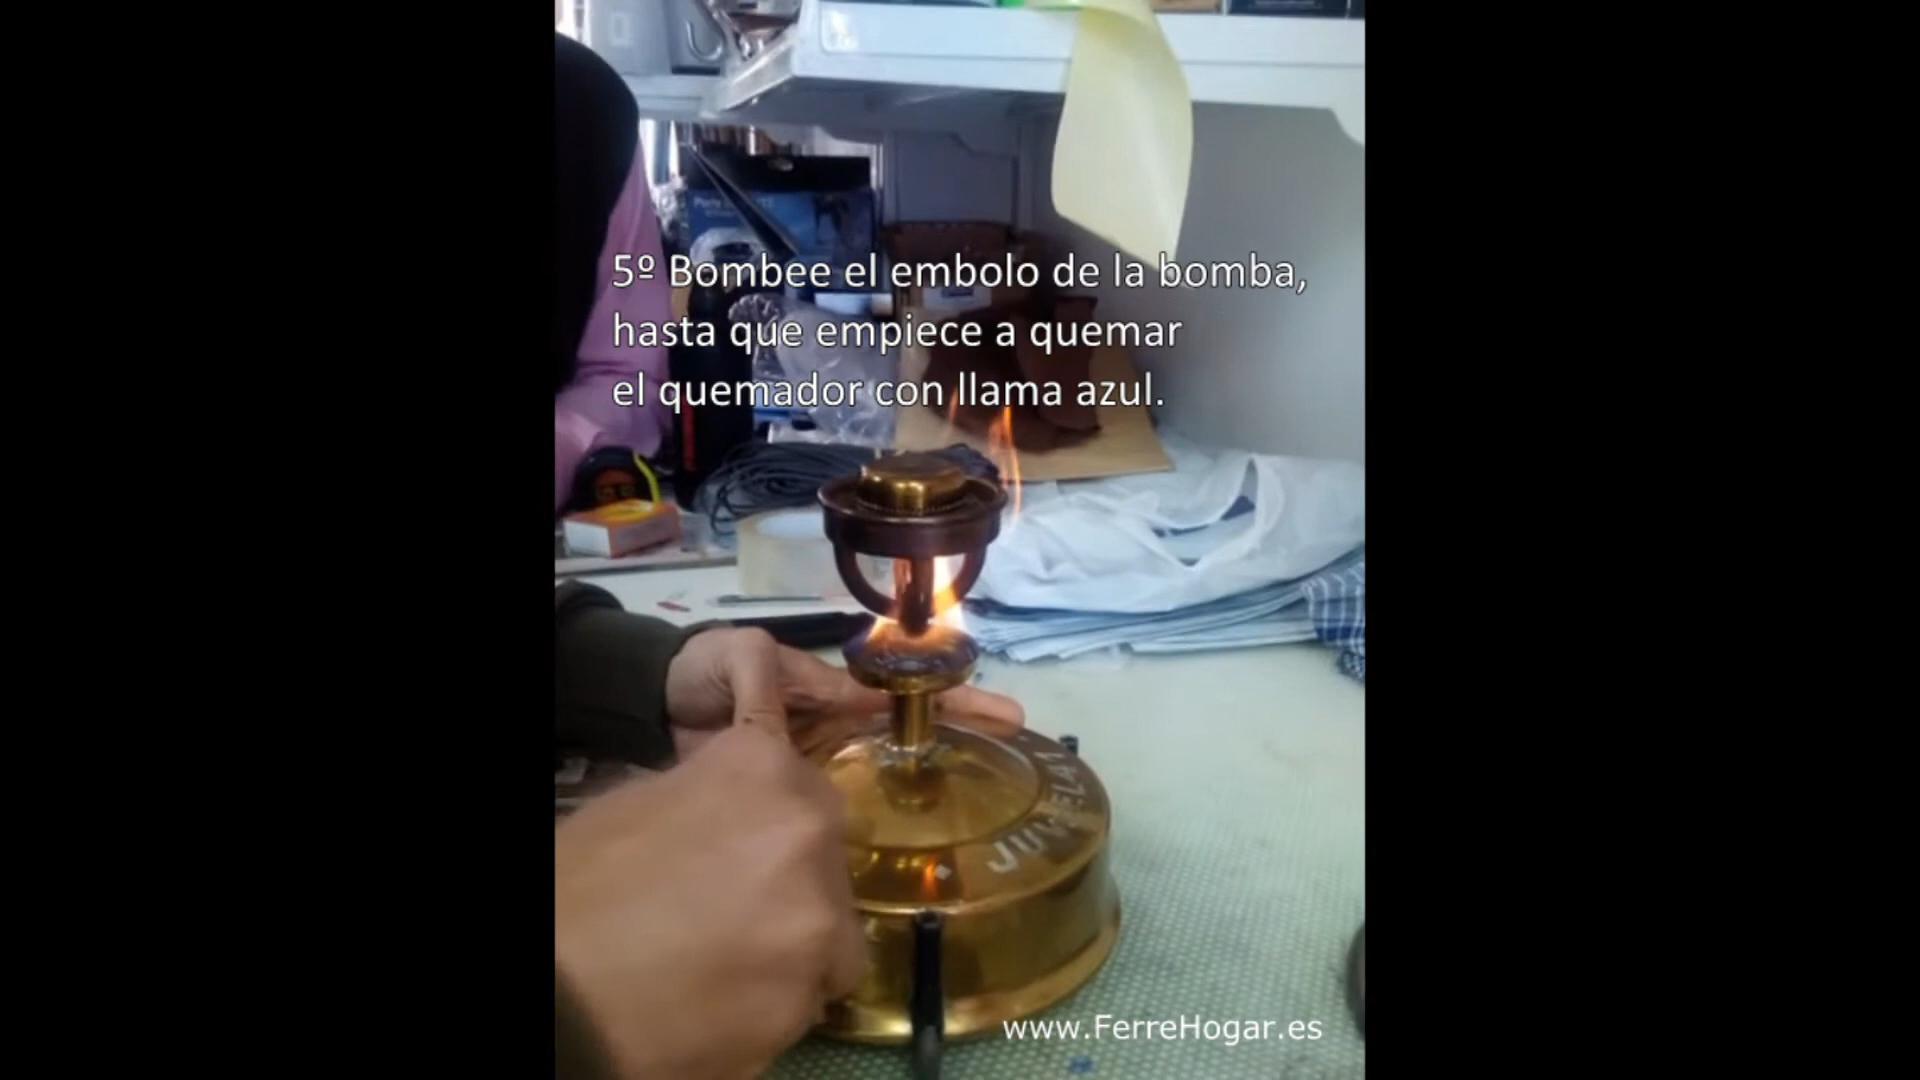 5º Bombee el embolo de la bomba,
hasta que empiece a quemar
el quemador con llama azul.
JUWEL
www.FerreHogar.es